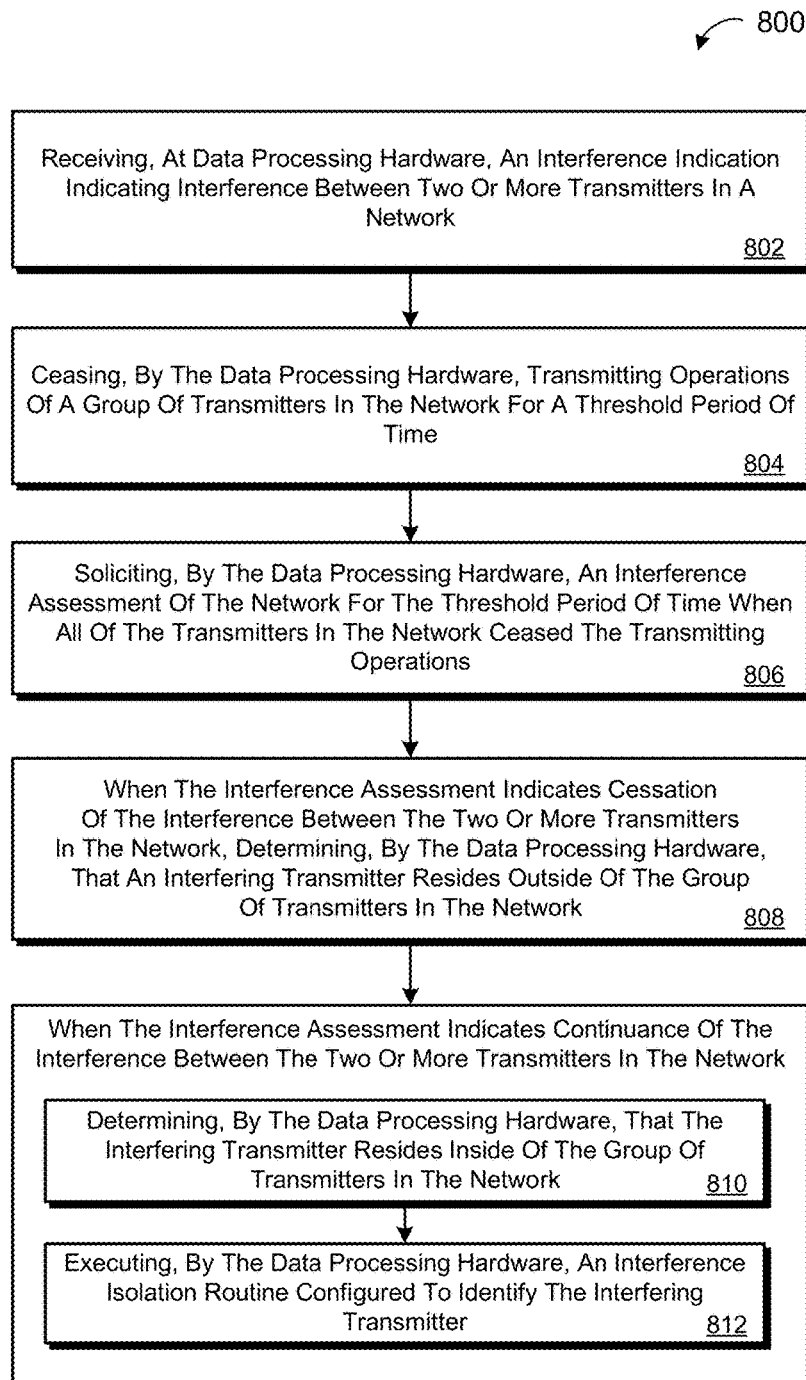 800
Receiving, At Data Processing Hardware, An Interference Indication
Indicating Interference Between Two Or More Transmitters In A
Network
802
Ceasing, By The Data Processing Hardware, Transmitting Operations
Of A Group Of Transmitters In The Network For A Threshold Period Of
Time
804
Soliciting, By The Data Processing Hardware, An Interference
Assessment Of The Network For The Threshold Period Of Time When
All Of The Transmitters In The Network Ceased The Transmitting
Operations
806
When The Interference Assessment Indicates Cessation
Of The Interference Between The Two Or More Transmitters
In The Network, Determining, By The Data Processing Hardware,
That An Interfering Transmitter Resides Outside Of The Group
Of Transmitters In The Network
808
When The Interference Assessment Indicates Continuance Of The
Interference Between The Two Or More Transmitters In The Network
Determining, By The Data Processing Hardware, That The
Interfering Transmitter Resides Inside Of The Group Of
Transmitters In The Network
810
Executing, By The Data Processing Hardware, An Interference
Isolation Routine Configured To Identify The Interfering
Transmitter
812